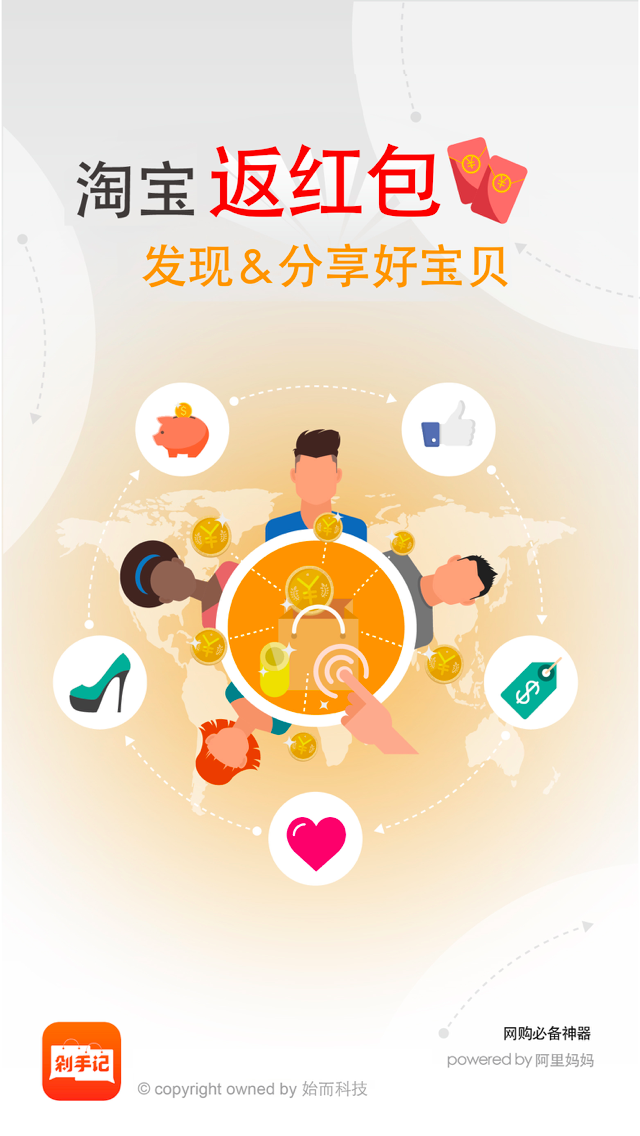 淘宝 返红包
发现＆分享好宝贝
剁手记
网购必备神器
powered by 阿里妈妈
© copyright owned by 始而科技